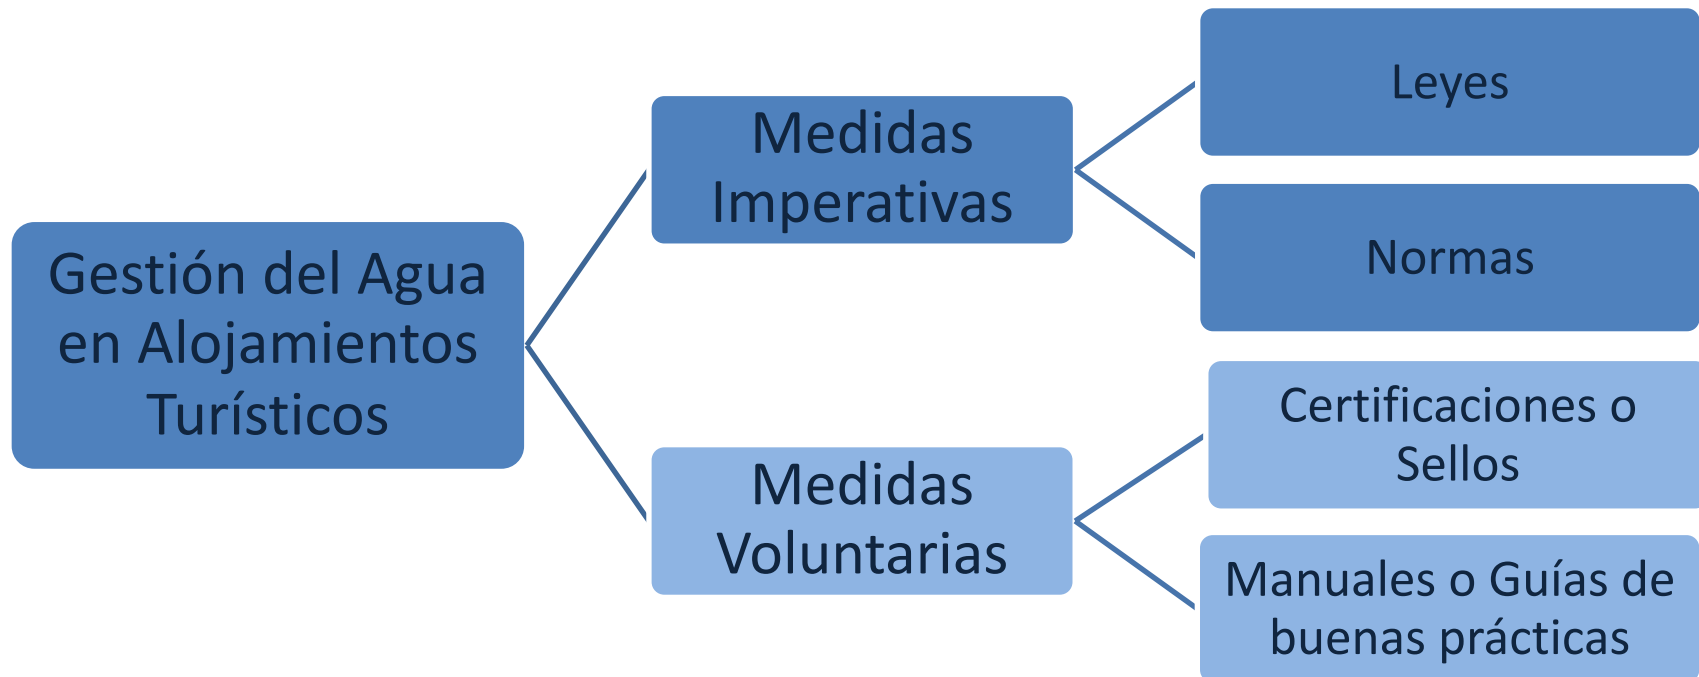 Gestión del Agua
en Alojamientos
Turísticos
Medidas
Imperativas
Leyes
Normas
Medidas
Voluntarias
Certificaciones o
Sellos
Manuales o Guías de
buenas prácticas